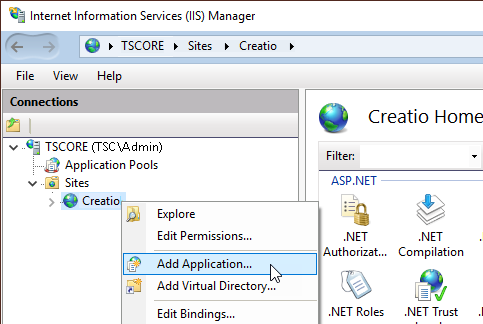 Internet Information Services (IIS) Manager
TSCORE Sites Creatio
File View Help
Connections
TSCORE (TSC\Admin)
Application Pools
Sites
Creatio
Explore
Edit Permissions...
Add Application...
Add Virtual Directory...
Edit Bindings...
Creatio Home
Filter:
ASP.NET
.NET
Authorizat...
.NET
Compilation
.NET Roles
.NET Trust